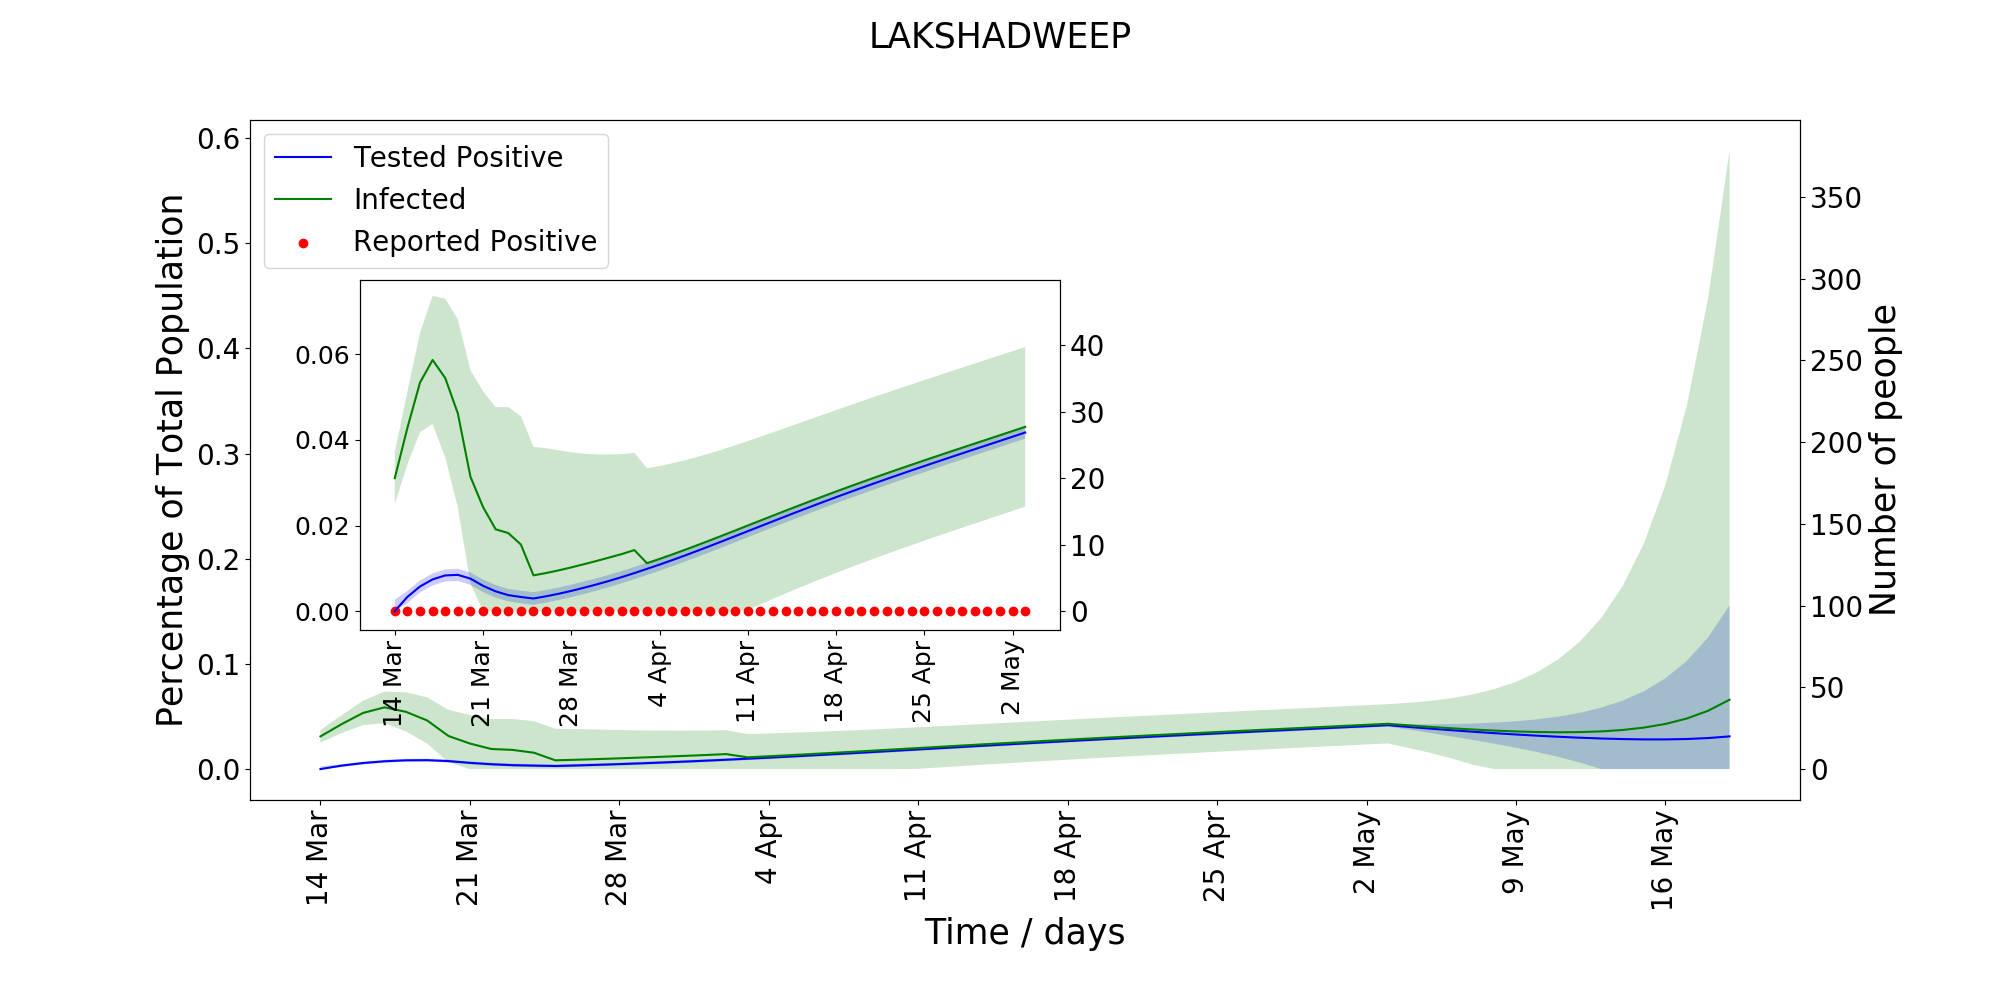 LAKSHADWEEP
Tested Positive
Infected
Reported Positive
Percentage of Total Population
0.6
0.5
0.4
0.3
0.2
0.1
0.0
0.06
0.04
0.02
0.00
40
30
20
10
0
14 Mar
21 Mar
28 Mar
4 Apr
11 Apr
18 Apr
25 Apr
2 May
350
300
250
200
150
100
50
0
Number of people
14 Mar
21 Mar
28 Mar
4 Apr
11 Apr
18 Apr
25 Apr
2 May
9 May
16 May
Time / days